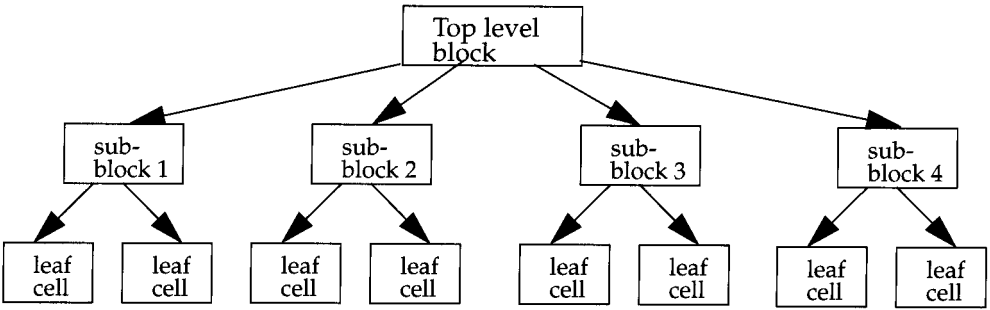 Top level
block
sub-
block 1
sub-
block 2
sub-
block 3
sub-
block 4
leaf
cell
leaf
cell
leaf
cell
leaf
cell
leaf
cell
leaf
cell
leaf
cell
leaf
cell